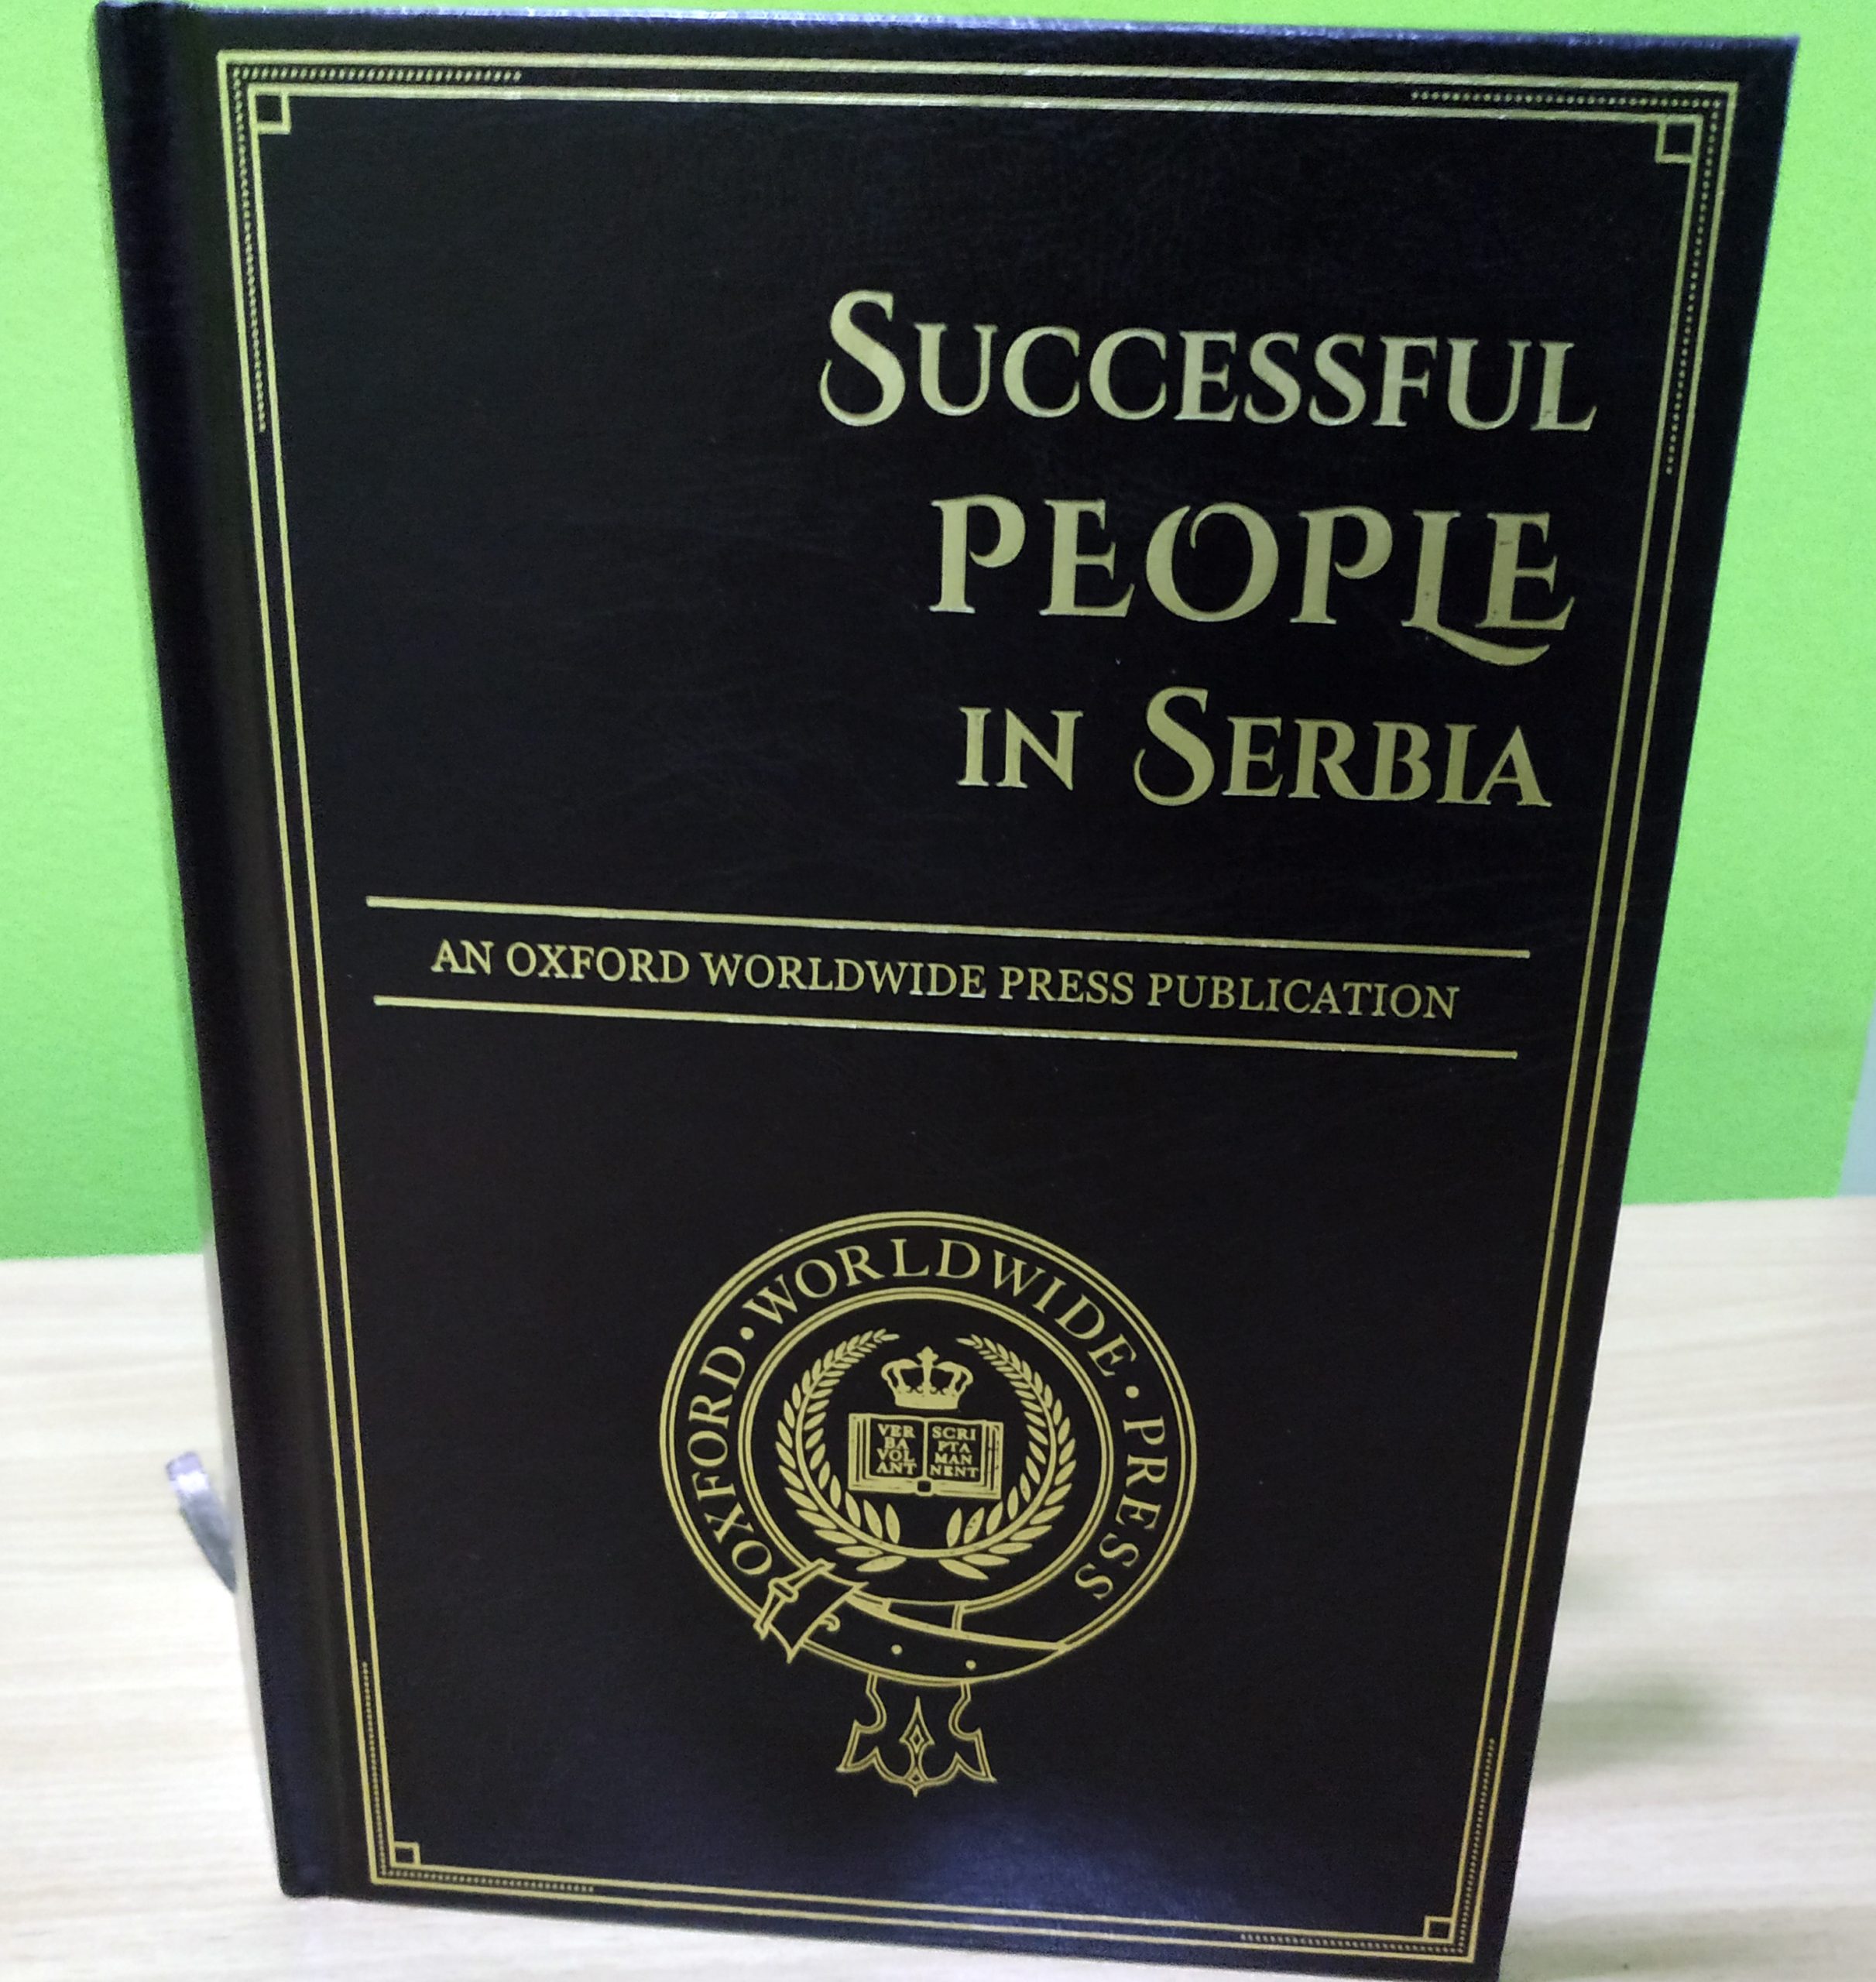 SUCCESSFUL
PEOPLE
IN SERBIA
AN OXFORD WORLDWIDE PRESS PUBLICATION
OXFORD • WORLDWIDE • PRESS
VER
BA
VOL
ANT
SCRI
PTA
MAN
NENT